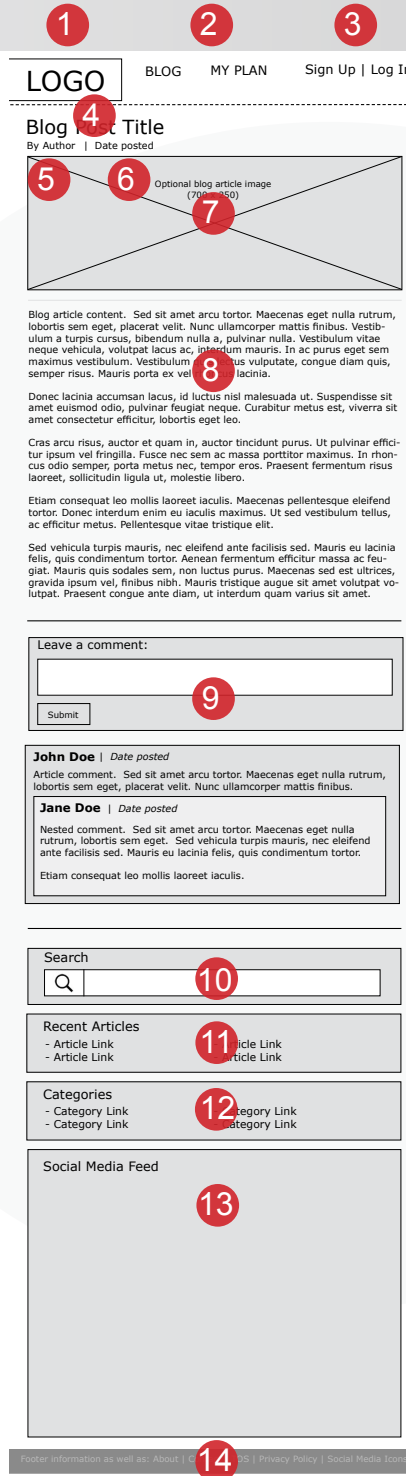 1 2 3
LOGO
BLOG MY PLAN Sign Up | Log In
4
Blog Post Title
By Author | Date posted
5 6
Optional blog article image
(700 x 250)
7
Blog article content. Sed sit amet arcu tortor. Maecenas eget nulla rutrum,
lobortis sem eget, placerat velit. Nunc ullamcorper mattis finibus. Vestib-
ulum a turpis cursus, bibendum nulla a, pulvinar nulla. Vestibulum vitae
neque vehicula, volutpat lacus ac, interdum mauris. In ac purus eget sem
maximus vestibulum. Vestibulum luctus vulputate, congue diam quis,
semper risus. Mauris porta ex vel lacinia.
8
Donec lacinia accumsan lacus, id luctus nisl malesuada ut. Suspendisse sit
amet euismod odio, pulvinar feugiat neque. Curabitur metus est, viverra sit
amet consectetur efficitur, lobortis eget leo.
Cras arcu risus, auctor et quam in, auctor tincidunt purus. Ut pulvinar effici-
tur ipsum vel fringilla. Fusce nec sem ac massa porttitor maximus. In rhon-
cus odio semper, porta metus nec, tempor eros. Praesent fermentum risus
laoreet, sollicitudin ligula ut, molestie libero.
Etiam consequat leo mollis laoreet iaculis. Maecenas pellentesque eleifend
tortor. Donec interdum enim eu iaculis maximus. Ut sed vestibulum tellus,
ac efficitur metus. Pellentesque vitae tristique elit.
Sed vehicula turpis mauris, nec eleifend ante facilisis sed. Mauris eu lacinia
felis, quis condimentum tortor. Aenean fermentum efficitur massa ac feu-
giat. Mauris quis sodales sem, non luctus purus. Maecenas sed est ultrices,
gravida ipsum vel, finibus nibh. Mauris tristique augue sit amet volutpat vo-
lutpat. Praesent congue ante diam, ut interdum quam varius sit amet.
Leave a comment:
9
Submit
John Doe | Date posted
Article comment. Sed sit amet arcu tortor. Maecenas eget nulla rutrum,
lobortis sem eget, placerat velit. Nunc ullamcorper mattis finibus.
Jane Doe | Date posted
Nested comment. Sed sit amet arcu tortor. Maecenas eget nulla
rutrum, lobortis sem eget. Sed vehicula turpis mauris, nec eleifend
ante facilisis sed. Mauris eu lacinia felis, quis condimentum tortor.
Etiam consequat leo mollis laoreet iaculis.
Search
10
Recent Articles
11
- Article Link - Article Link
- Article Link - Article Link
Categories
12
- Category Link - Category Link
- Category Link - Category Link
Social Media Feed
13
14
Footer information as well as: About | OS | Privacy Policy | Social Media Icons